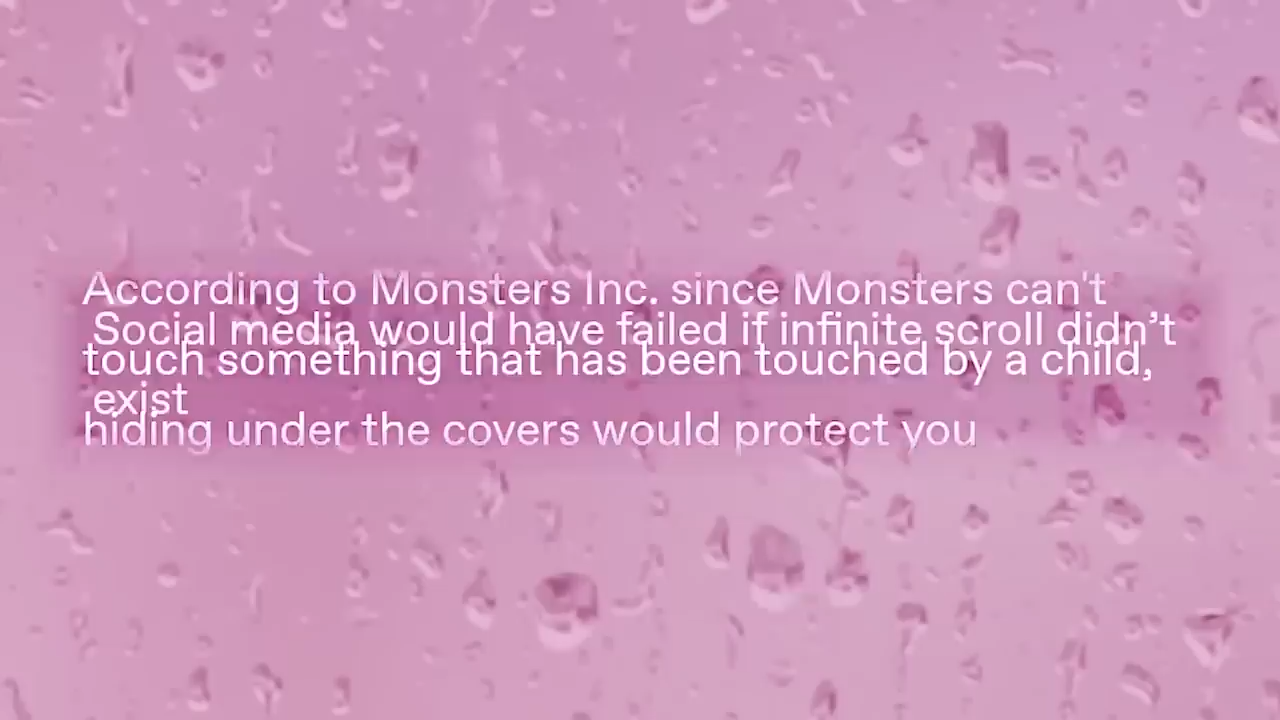 According to Monsters Inc. since Monsters can't
Social media would have failed if infinite scroll didn’t
touch something that has been touched by a child,
exist
hiding under the covers would protect you